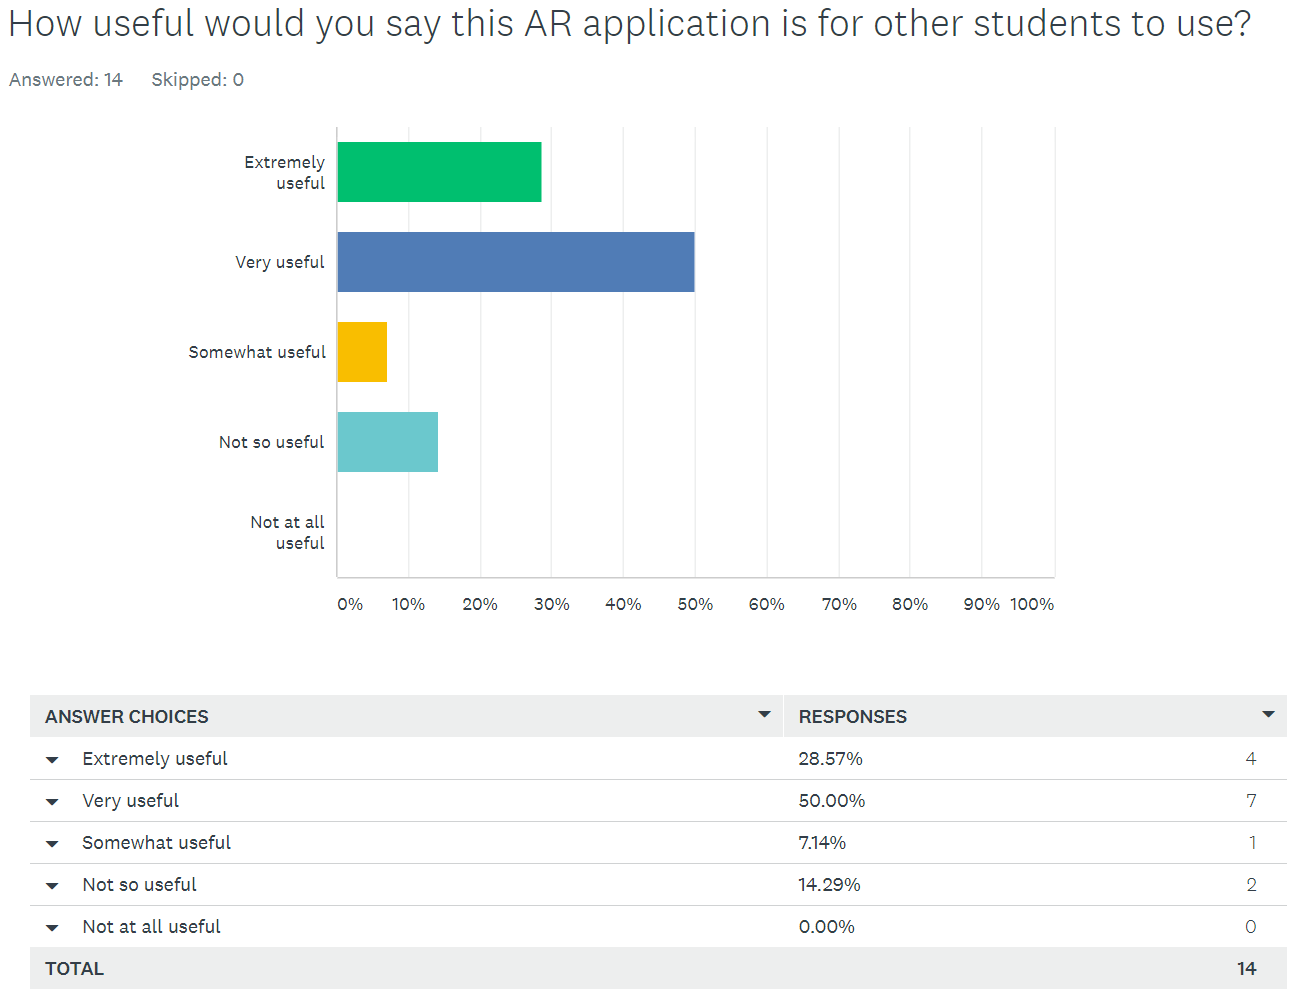 How useful would you say this AR application is for other students to use?
Answered: 14 Skipped: 0
Extremely
useful
Very useful
Somewhat useful
Not so useful
Not at all
useful
0% 10% 20% 30% 40% 50% 60% 70% 80% 90% 100%
ANSWER CHOICES RESPONSES
Extremely useful 28.57% 4
Very useful 50.00% 7
Somewhat useful 7.14% 1
Not so useful 14.29% 2
Not at all useful 0.00% 0
TOTAL 14